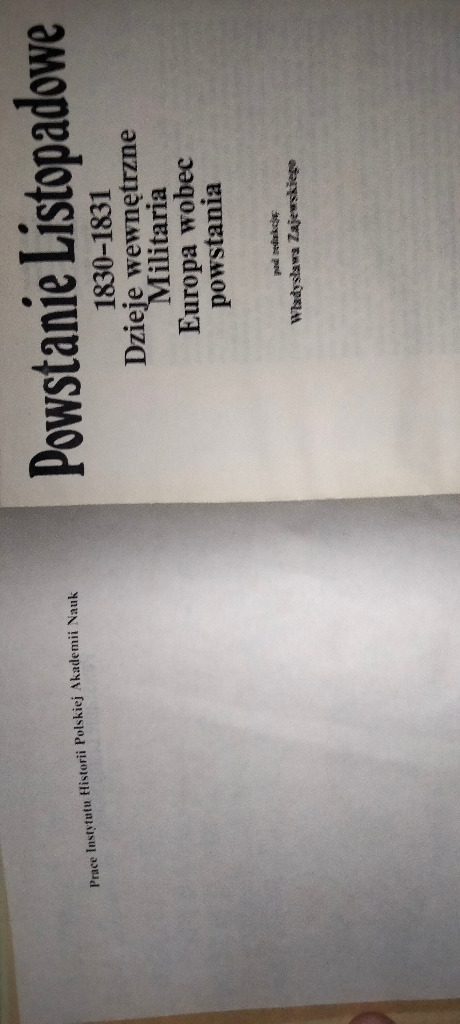 Prace Instytutu Historii Polskiej Akademii Nauk
Powstanie Listopadowe
1830–1831
Dzieje wewnętrzne
Militaria
Europa wobec
powstania
pod redakcją
Władysława Zajewskiego